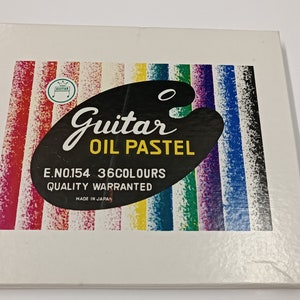 Guitar
OIL PASTEL
E.NO.154 36COLOURS
QUALITY WARRANTED
MADE IN JAPAN